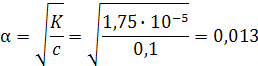 α = √(K/c) = √(1,75 · 10⁻⁵/0,1) = 0,013